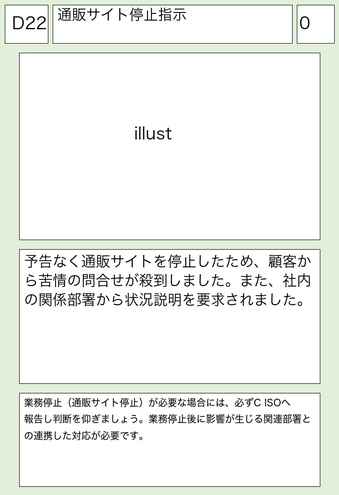 D22
通販サイト停止指示
0
illust
予告なく通販サイトを停止したため、顧客か
ら苦情の問合せが殺到しました。また、社内
の関係部署から状況説明を要求されました。
業務停止（通販サイト停止）が必要な場合には、必ずC ISOへ
報告し判断を仰ぎましょう。業務停止後に影響が生じる関連部署と
の連携した対応が必要です。